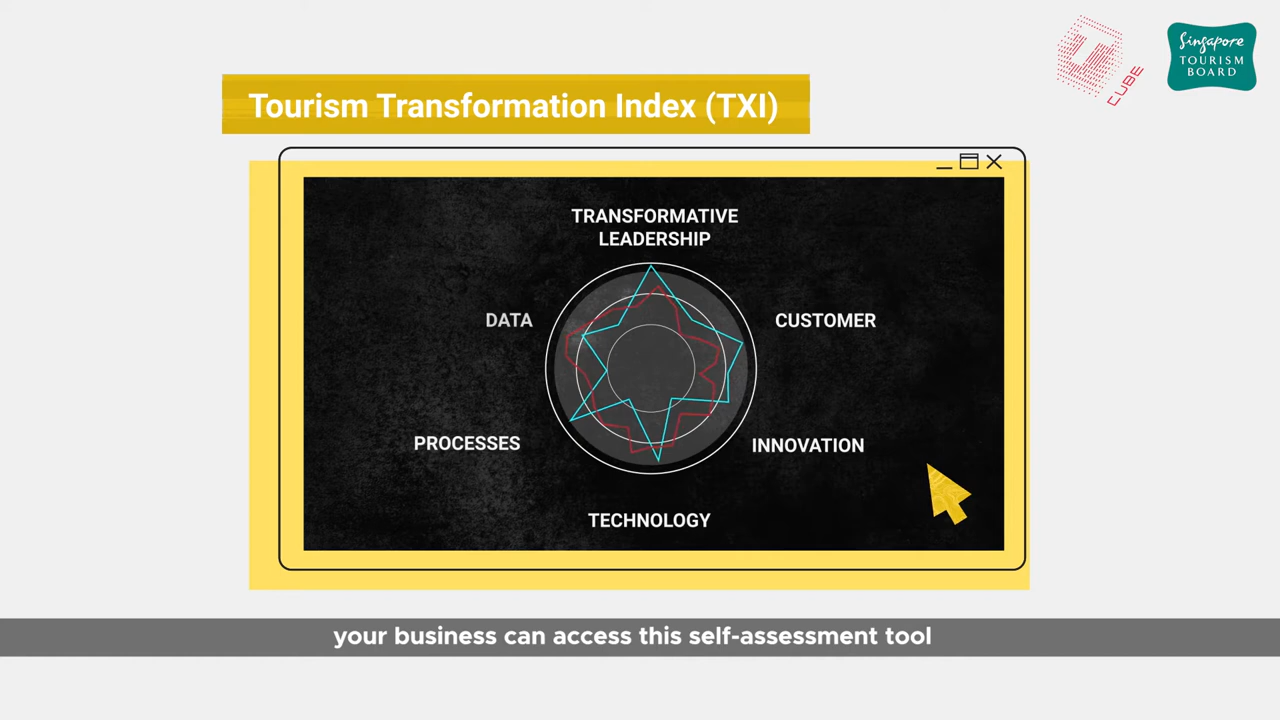 Singapore
TOURISM
BOARD
CUBE
Tourism Transformation Index (TXI)
TRANSFORMATIVE
LEADERSHIP
DATA
CUSTOMER
PROCESSES
INNOVATION
TECHNOLOGY
your business can access this self-assessment tool